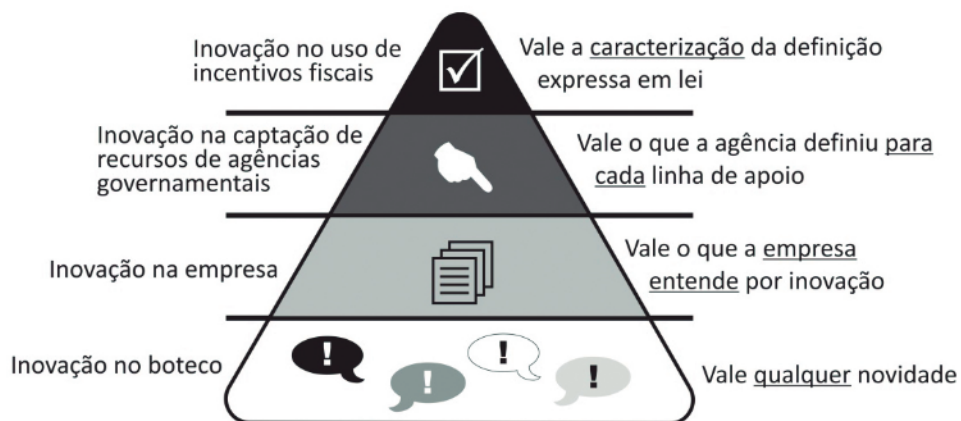 Inovação no uso de
incentivos fiscais
Vale a caracterização da definição
expressa em lei
Inovação na captação de
recursos de agências
governamentais
Vale o que a agência definiu para
cada linha de apoio
Inovação na empresa
Vale o que a empresa
entende por inovação
Inovação no boteco
!
!
!
!
Vale qualquer novidade